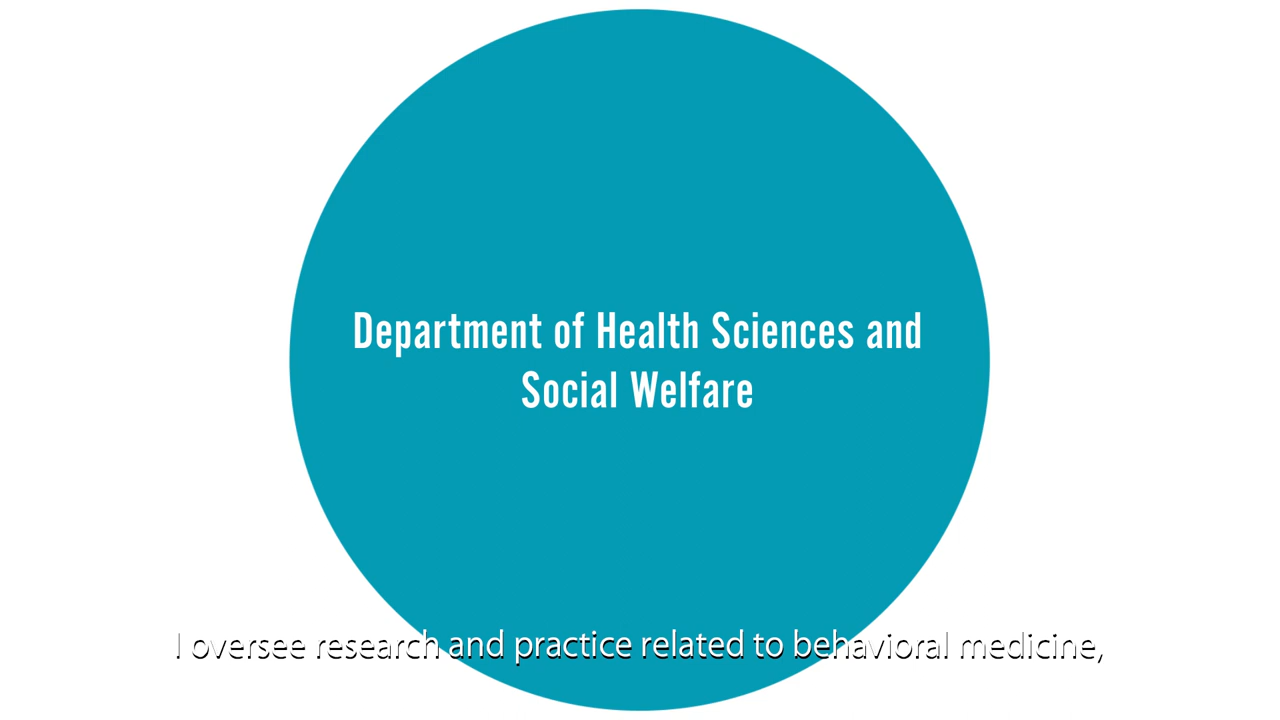 Department of Health Sciences and
Social Welfare
I oversee research and practice related to behavioral medicine,